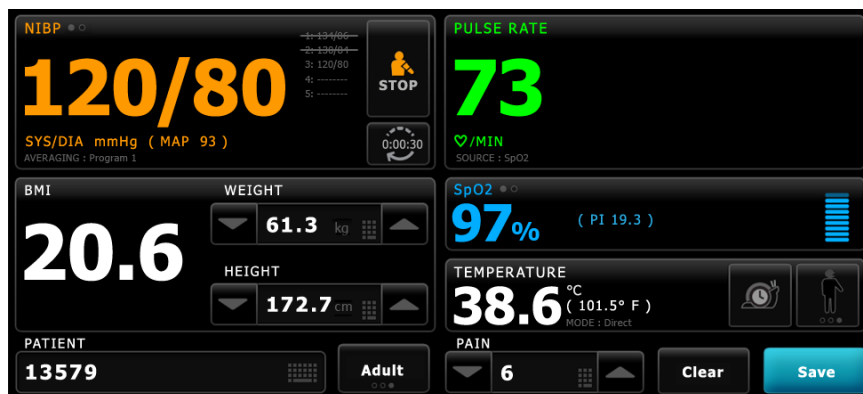 NIBP
1: 134/86
2: 130/84
3: 120/80
4: --------
5: --------
120/80
SYS/DIA mmHg ( MAP 93 )
AVERAGING : Program 1
STOP
0:00:30
PULSE RATE
73
/MIN
SOURCE : SpO2
BMI
20.6
WEIGHT
61.3 kg
HEIGHT
172.7 cm
SpO2
97%
( PI 19.3 )
TEMPERATURE
38.6 °C
( 101.5° F )
MODE : Direct
PATIENT
13579
Adult
PAIN
6
Clear
Save